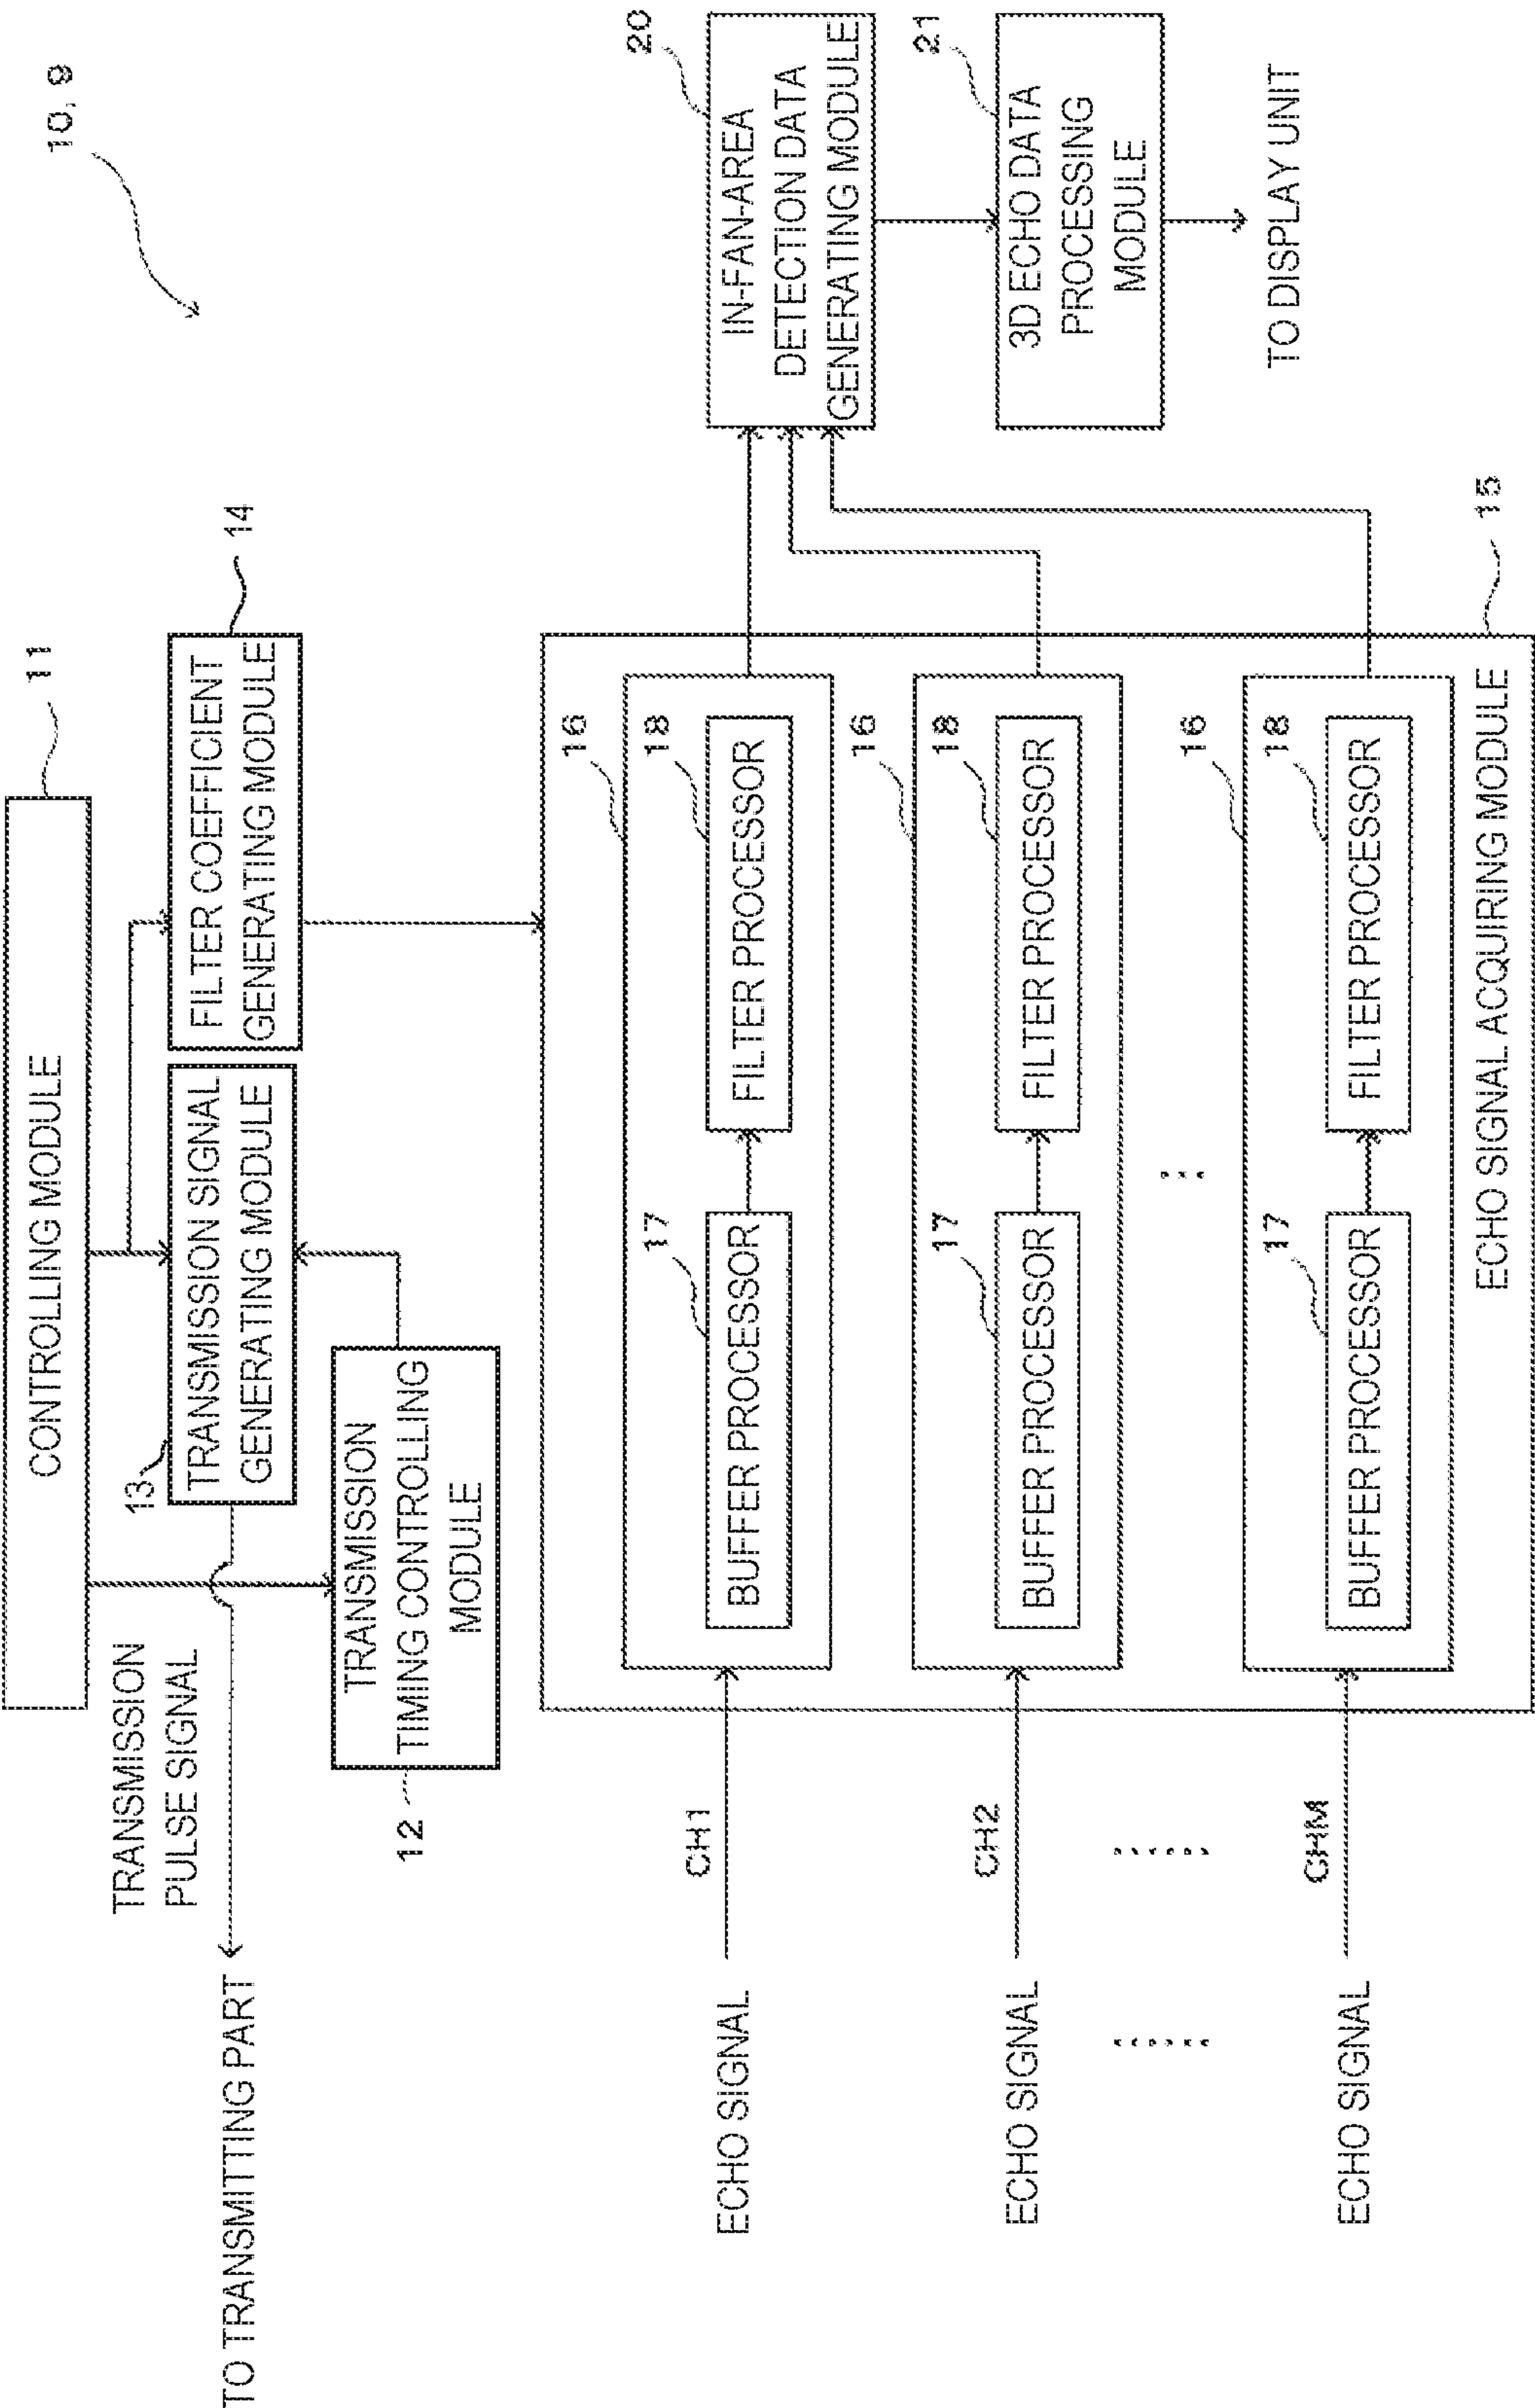 10, 9
11
CONTROLLING MODULE
TRANSMISSION
PULSE SIGNAL
TO TRANSMITTING PART
13
TRANSMISSION SIGNAL
GENERATING MODULE
14
FILTER COEFFICIENT
GENERATING MODULE
12
TRANSMISSION
TIMING CONTROLLING
MODULE
ECHO SIGNAL
CH1
16
17
BUFFER PROCESSOR
18
FILTER PROCESSOR
ECHO SIGNAL
CH2
16
17
BUFFER PROCESSOR
18
FILTER PROCESSOR
ECHO SIGNAL
CHM
16
17
BUFFER PROCESSOR
18
FILTER PROCESSOR
ECHO SIGNAL ACQUIRING MODULE
15
20
IN-FAN-AREA
DETECTION DATA
GENERATING MODULE
21
3D ECHO DATA
PROCESSING
MODULE
TO DISPLAY UNIT